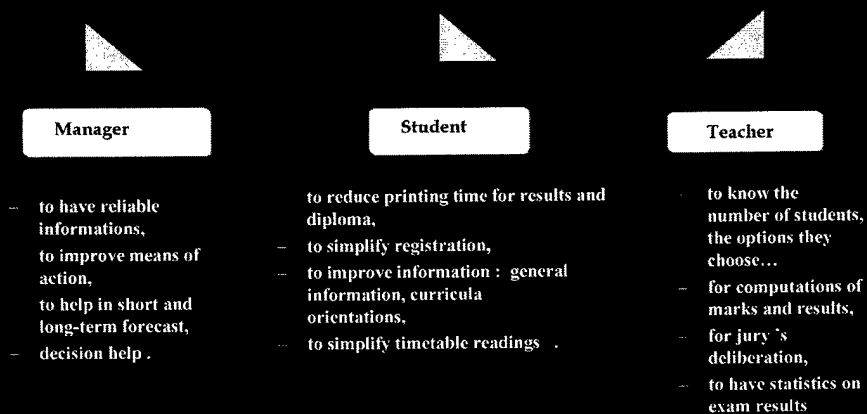 Manager
– to have reliable
informations,
to improve means of
action,
to help in short and
long-term forecast,
– decision help .
Student
to reduce printing time for results and
diploma,
– to simplify registration,
– to improve information : general
information, curricula
orientations,
– to simplify timetable readings .
Teacher
- to know the
number of students,
the options they
choose...
– for computations of
marks and results,
– for jury 's
deliberation,
– to have statistics on
exam results